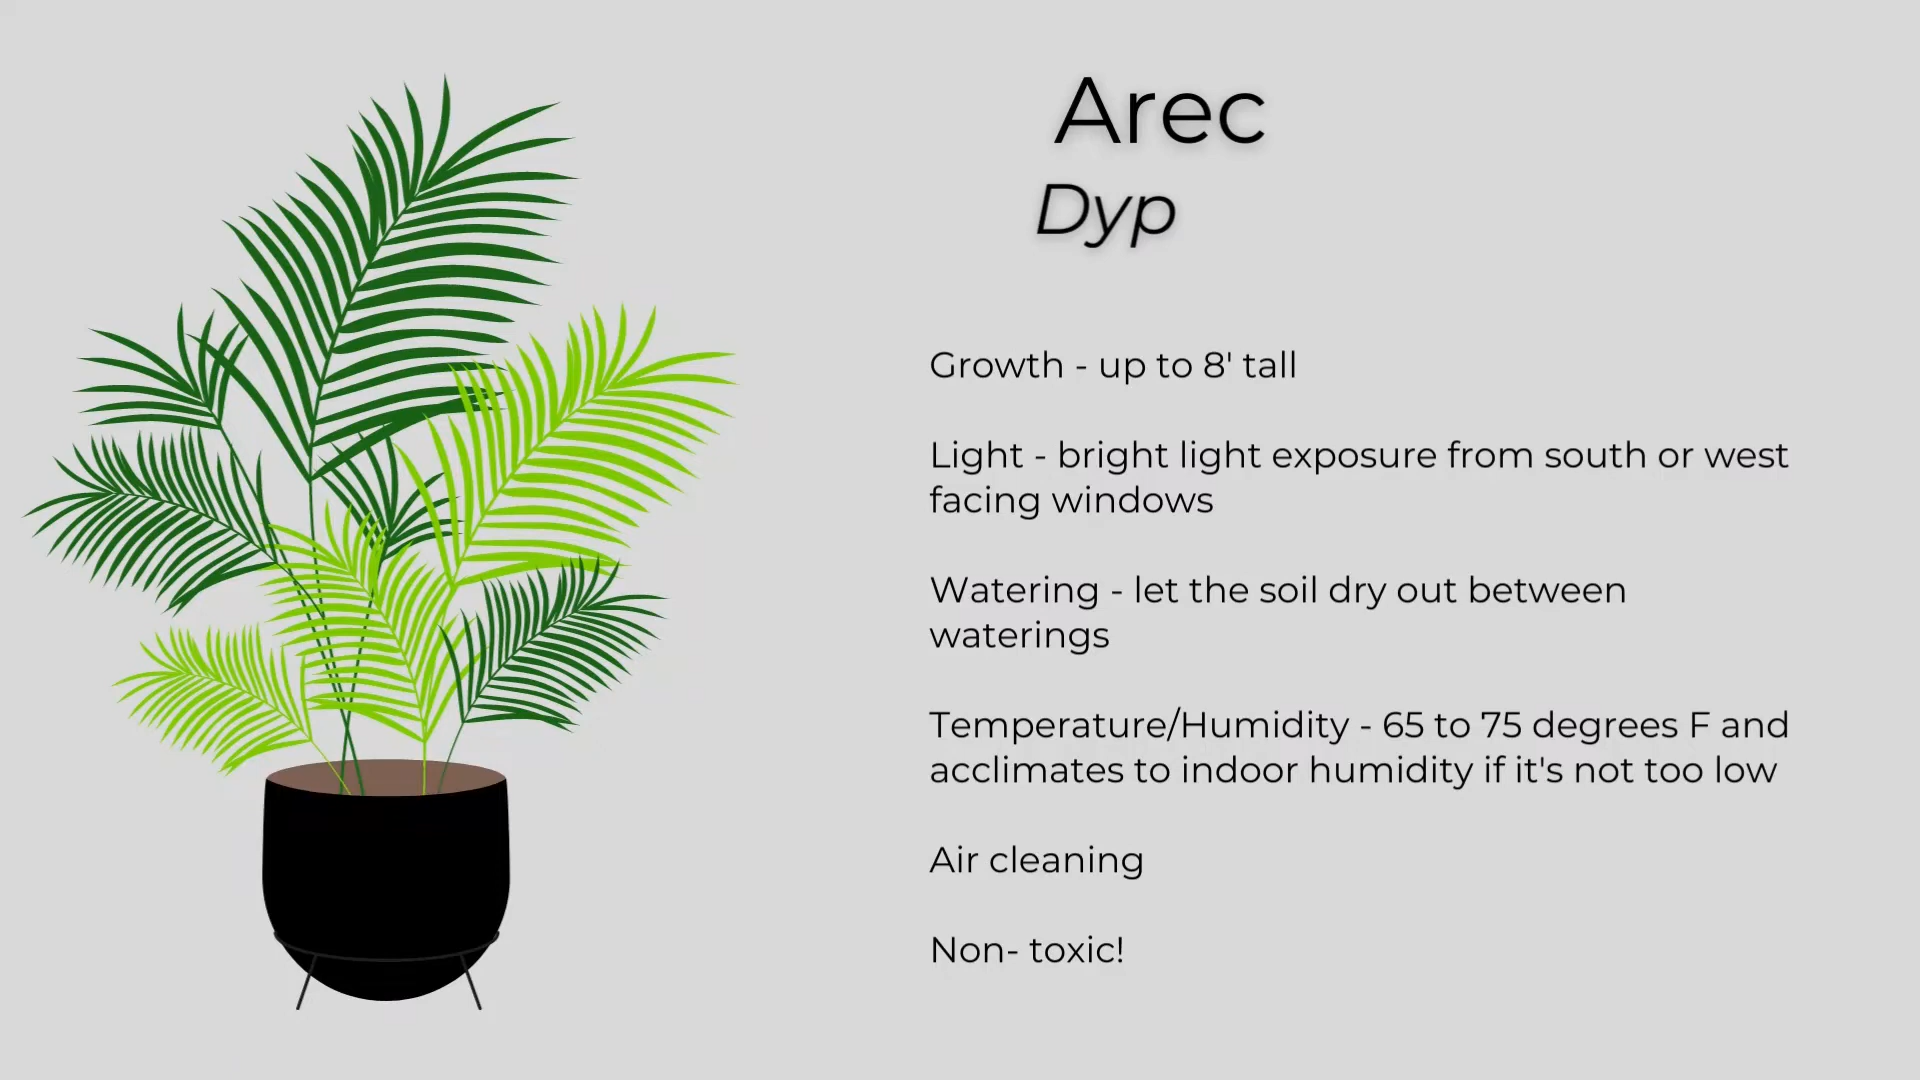 Arec
Dyp
Growth - up to 8' tall
Light - bright light exposure from south or west
facing windows
Watering - let the soil dry out between
waterings
Temperature/Humidity - 65 to 75 degrees F and
acclimates to indoor humidity if it's not too low
Air cleaning
Non- toxic!